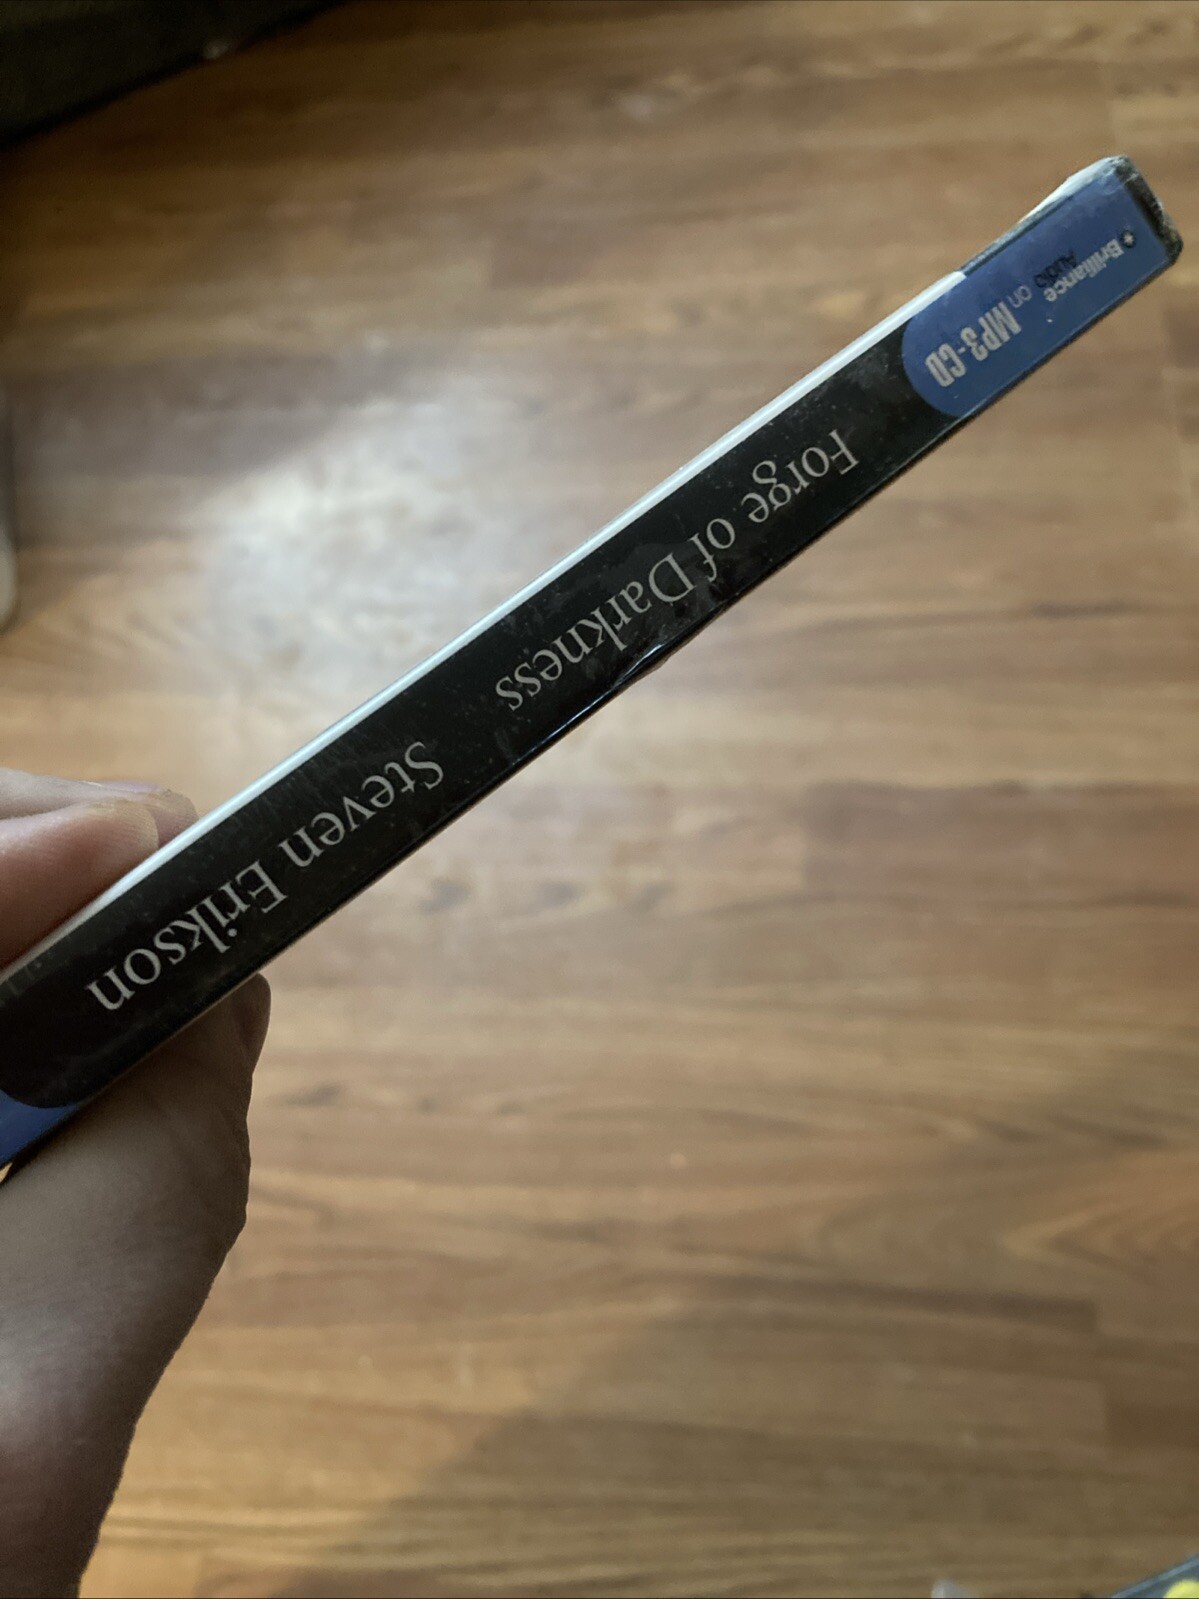 Brilliance
Audio on MP3-CD
Forge of Darkness
Steven Erikson